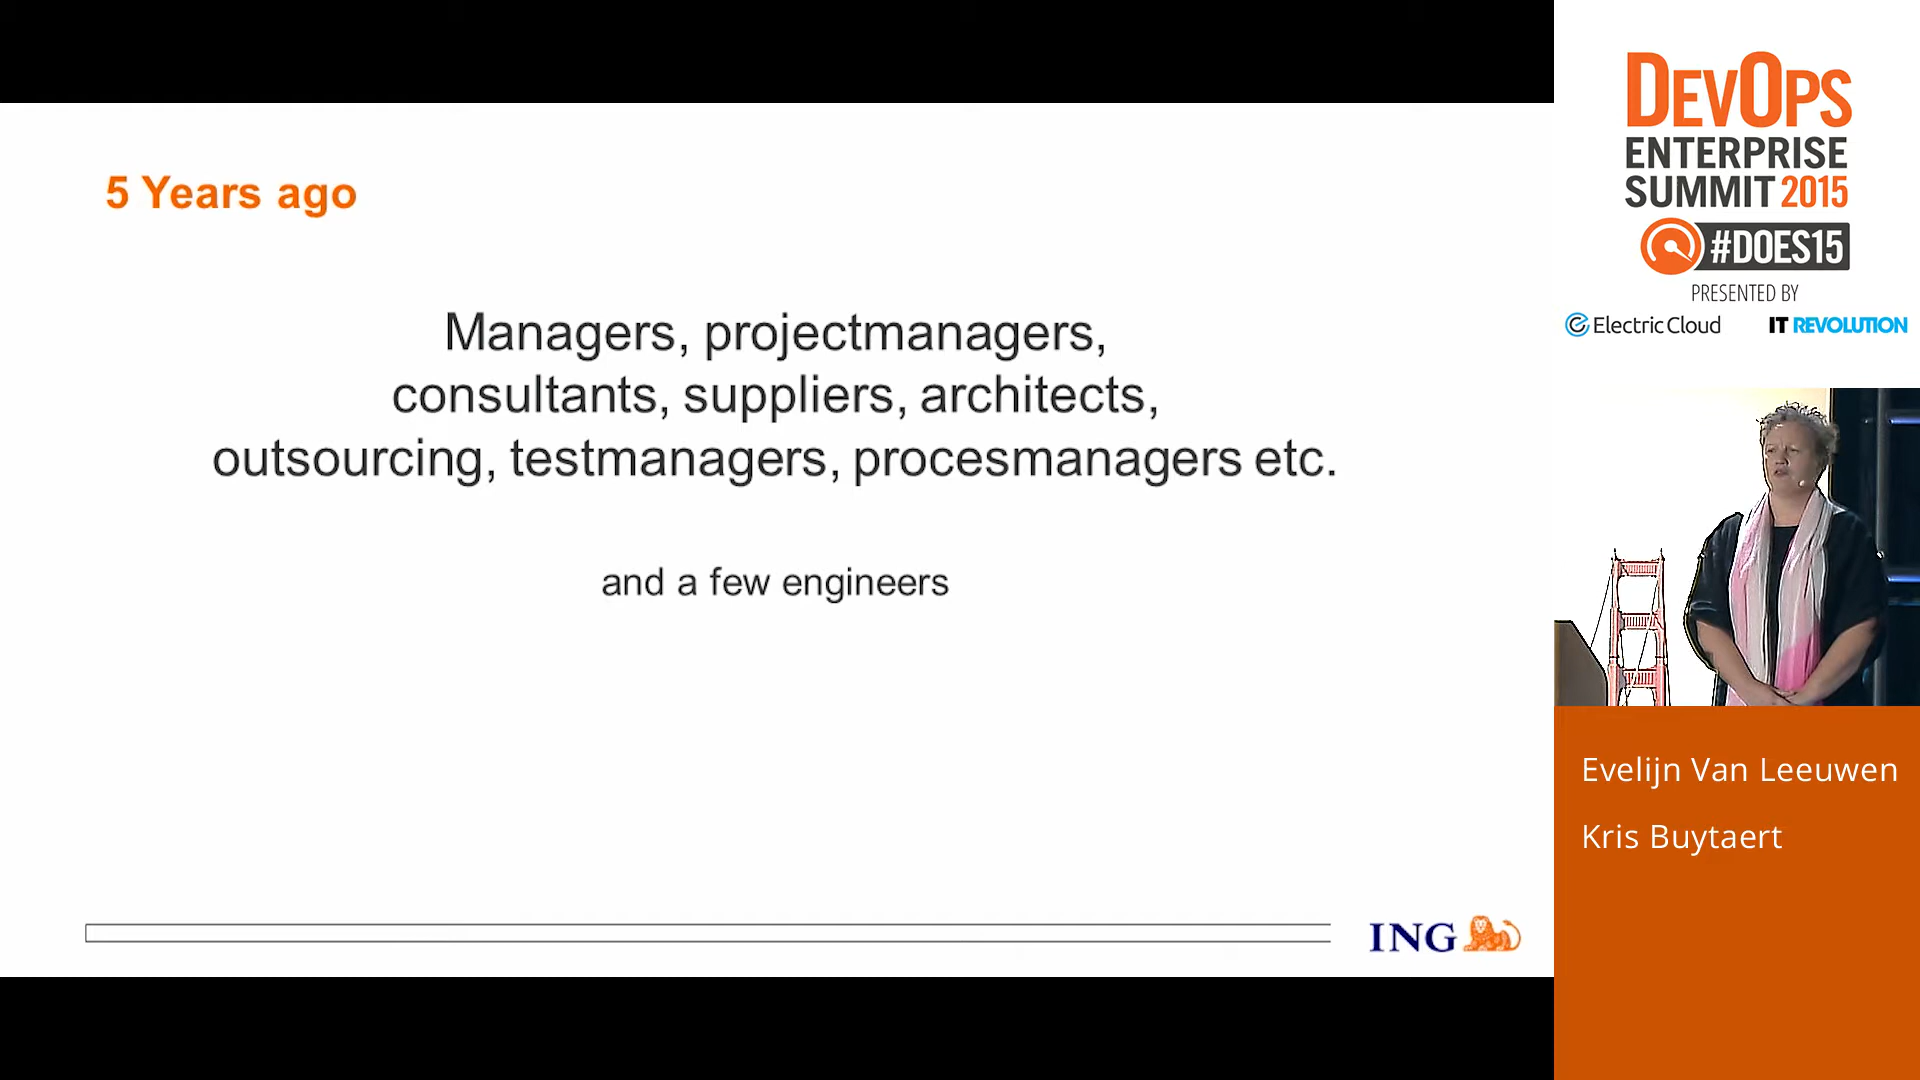 5 Years ago
Managers, projectmanagers,
consultants, suppliers, architects,
outsourcing, testmanagers, procesmanagers etc.
and a few engineers
ING
DEVOPS
ENTERPRISE
SUMMIT 2015
#DOES15
PRESENTED BY
Electric Cloud
IT REVOLUTION
Evelijn Van Leeuwen
Kris Buytaert